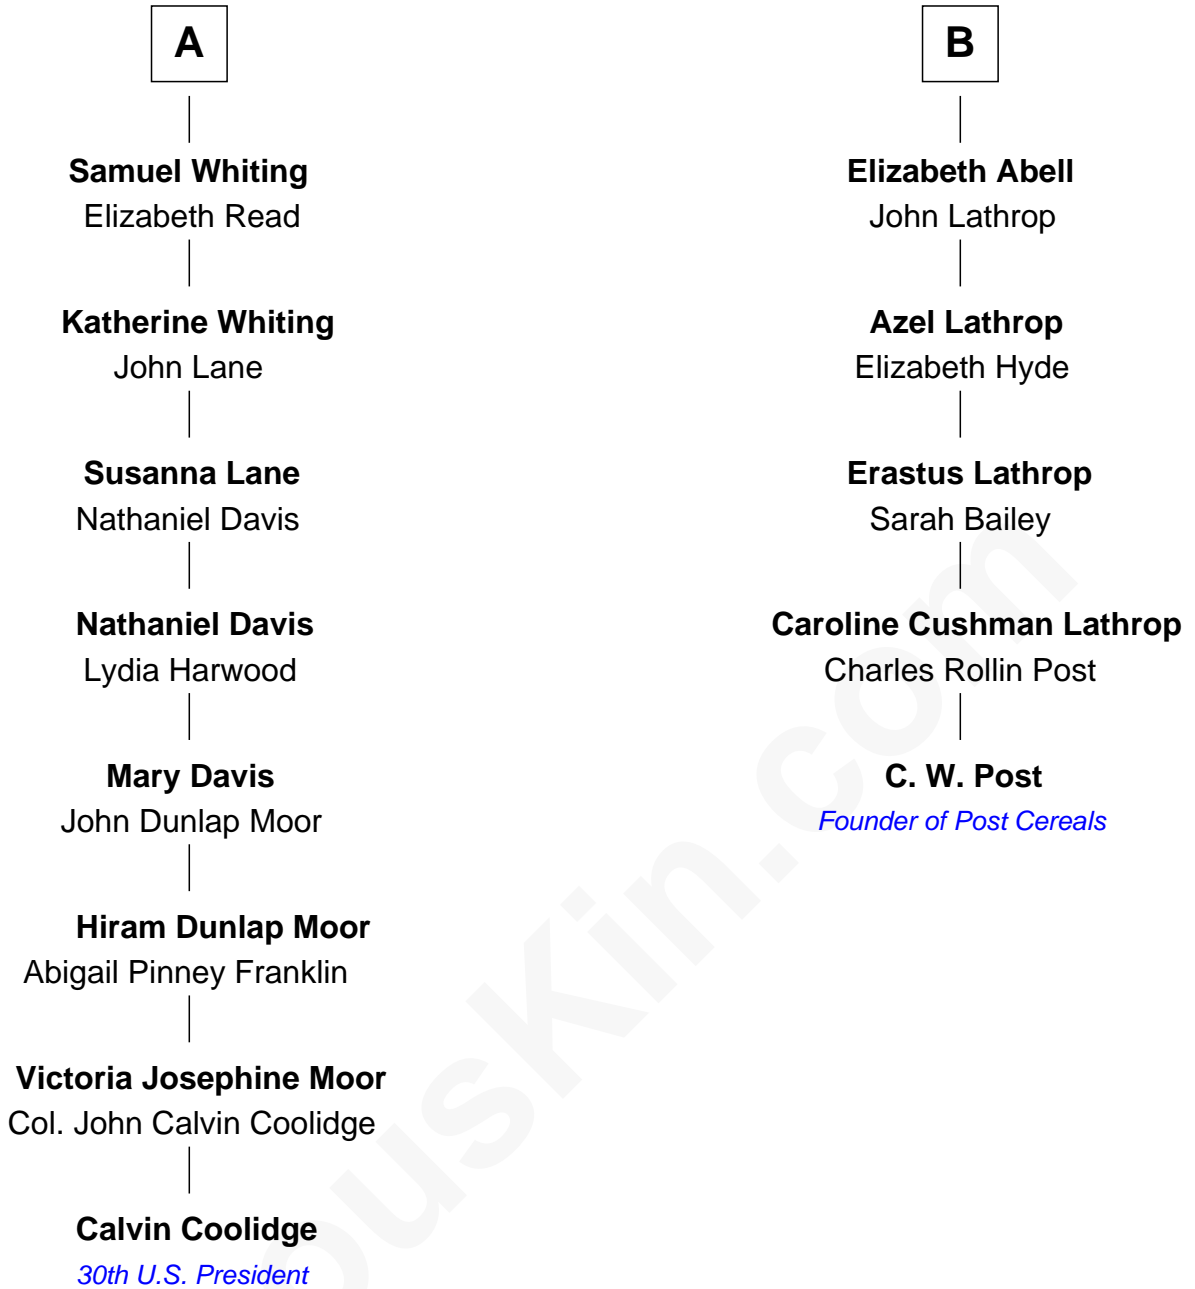 A
Samuel Whiting
Elizabeth Read
Katherine Whiting
John Lane
Susanna Lane
Nathaniel Davis
Nathaniel Davis
Lydia Harwood
Mary Davis
John Dunlap Moor
Hiram Dunlap Moor
Abigail Pinney Franklin
Victoria Josephine Moor
Col. John Calvin Coolidge
Calvin Coolidge
30th U.S. President
B
Elizabeth Abell
John Lathrop
Azel Lathrop
Elizabeth Hyde
Erastus Lathrop
Sarah Bailey
Caroline Cushman Lathrop
Charles Rollin Post
C. W. Post
Founder of Post Cereals
ousKin.com